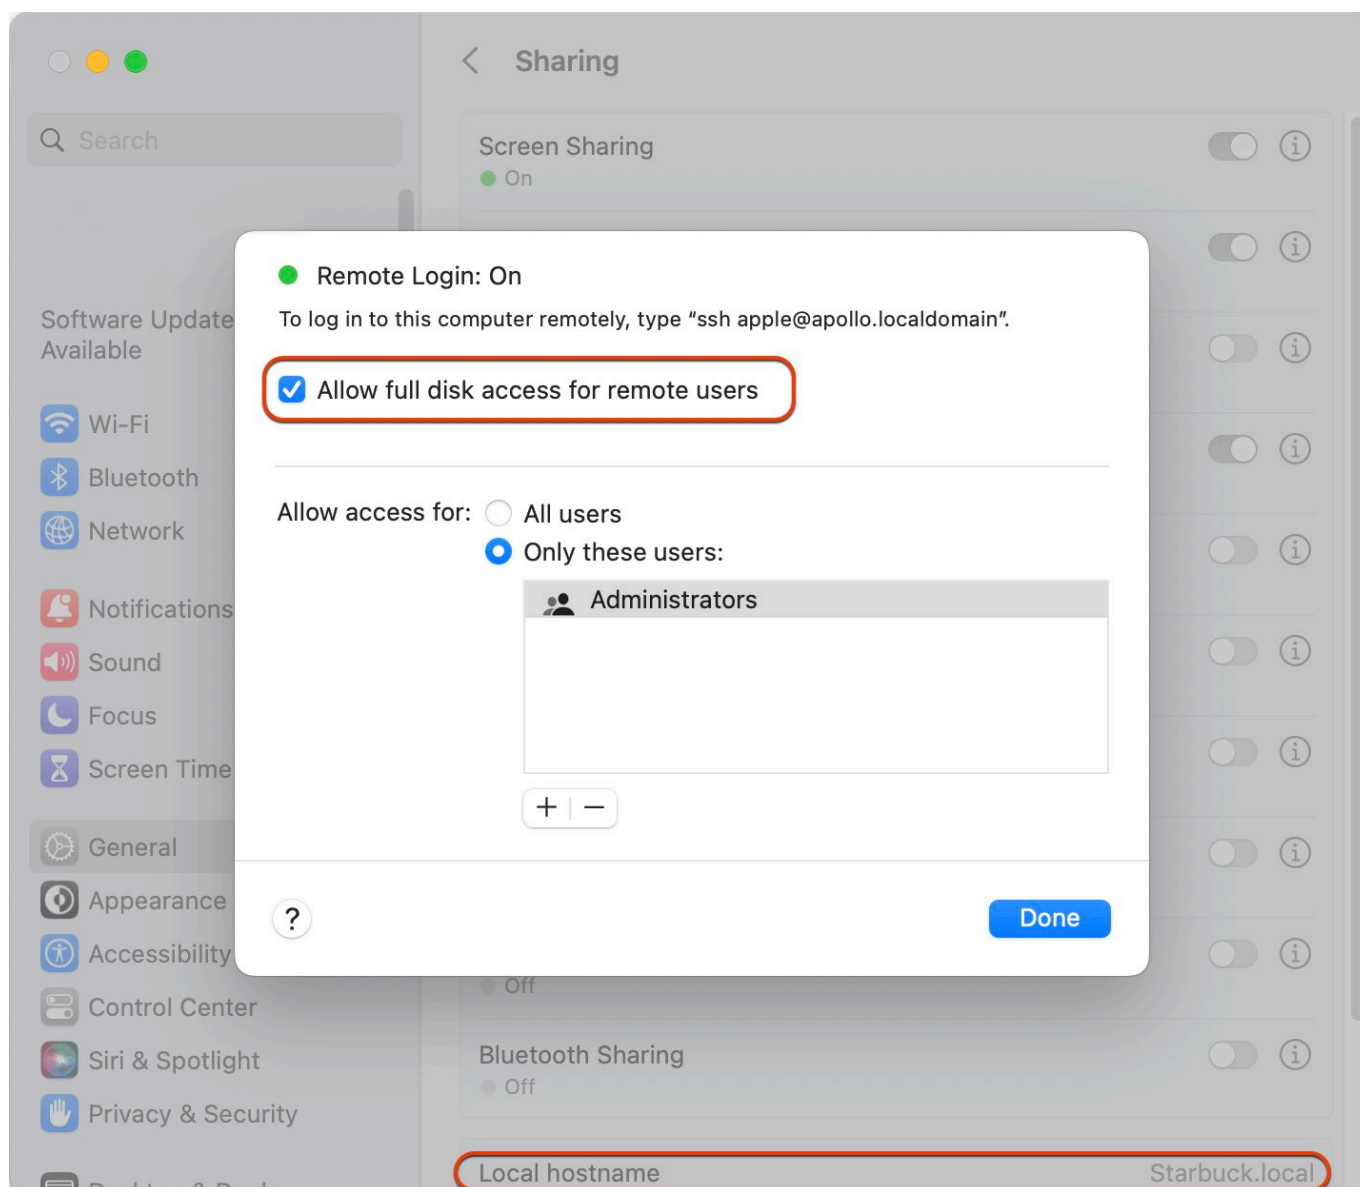 Sharing
Search
Screen Sharing
On
Software Update
Available
Wi-Fi
Bluetooth
Network
Notifications
Sound
Focus
Screen Time
General
Appearance
Accessibility
Control Center
Siri & Spotlight
Privacy & Security
Remote Login: On
To log in to this computer remotely, type “ssh apple@apollo.localdomain”.
Allow full disk access for remote users
Allow access for:
All users
Only these users:
Administrators
+ −
?
Done
Off
Bluetooth Sharing
Off
Local hostname Starbuck.local